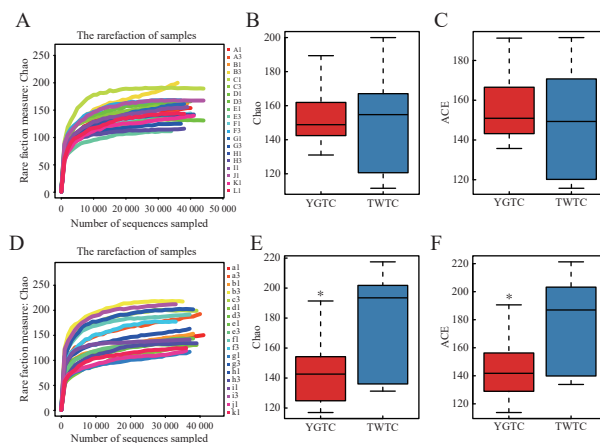 A
The rarefaction of samples
Rare faction measure: Chao
250
200
150
100
50
0
0
10 000
20 000
30 000
40 000
50 000
Number of sequences sampled
A1
A3
B1
B3
C1
C3
D1
D3
E1
E3
F1
F3
G1
G3
H1
H3
I1
J1
K1
L1
B
Chao
200
180
160
140
120
YGTC
TWTC
C
ACE
180
160
140
120
YGTC
TWTC
D
The rarefaction of samples
Rare faction measure: Chao
250
200
150
100
50
0
0
10 000
20 000
30 000
40 000
Number of sequences sampled
a1
a3
b1
b3
c3
d1
d3
e1
e3
f1
f3
g1
g3
h1
h3
i1
i3
j1
k1
E
Chao
220
200
180
160
140
120
*
YGTC
TWTC
F
ACE
220
200
180
160
140
120
*
YGTC
TWTC